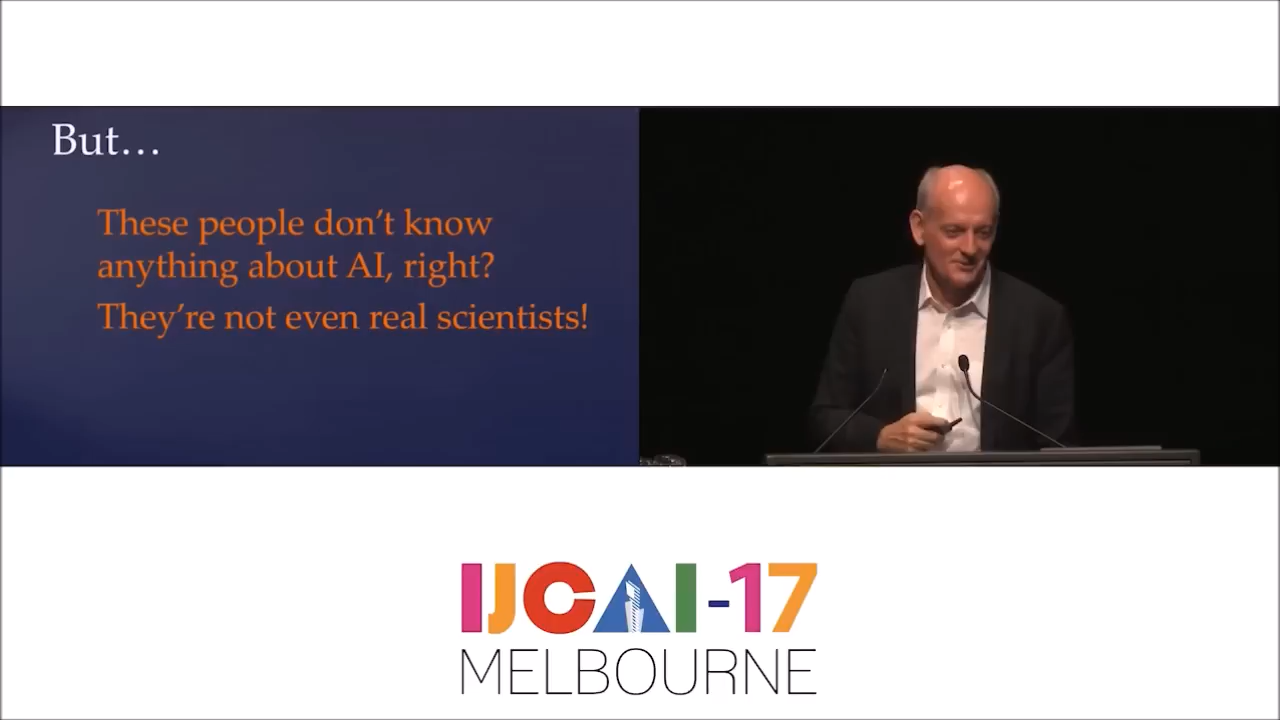 But…
These people don’t know
anything about AI, right?
They’re not even real scientists!
IJCAI-17
MELBOURNE